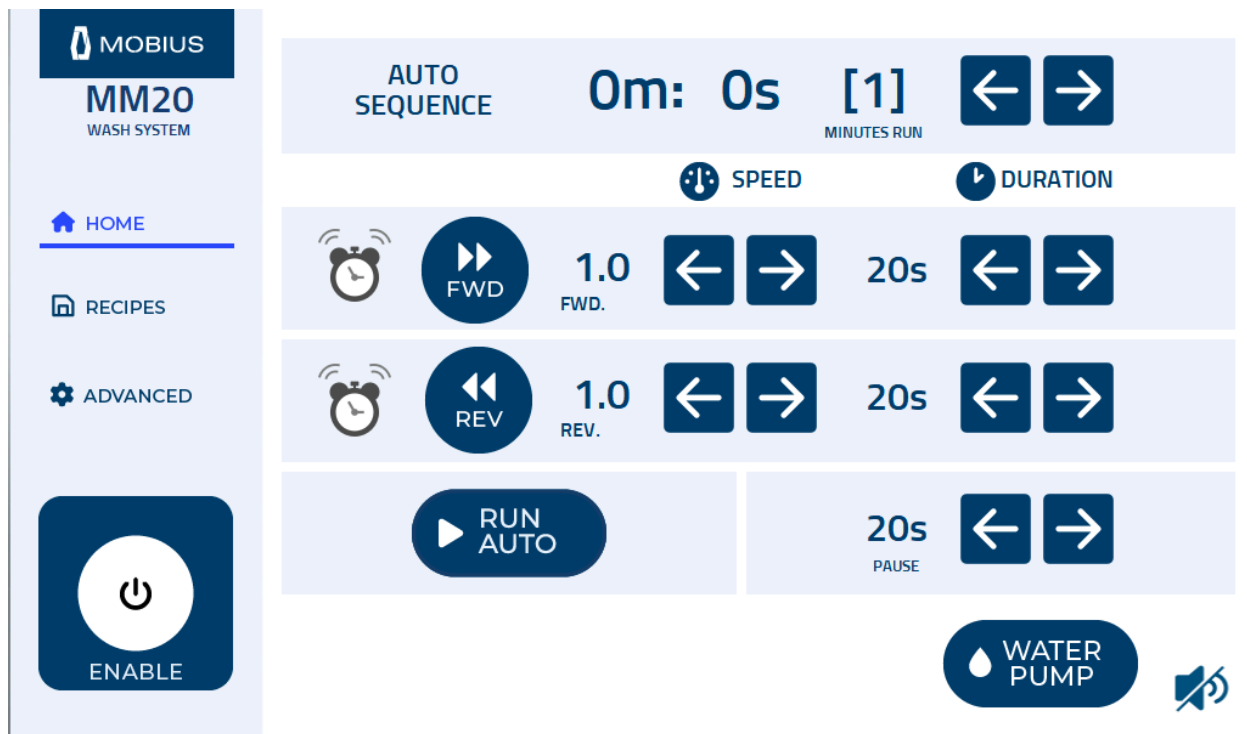 MOBIUS
MM20
WASH SYSTEM
HOME
RECIPES
ADVANCED
ENABLE
AUTO
SEQUENCE
0m: 0s
[1]
MINUTES RUN
SPEED
DURATION
FWD
1.0
FWD.
20s
REV
1.0
REV.
20s
RUN
AUTO
20s
PAUSE
WATER
PUMP